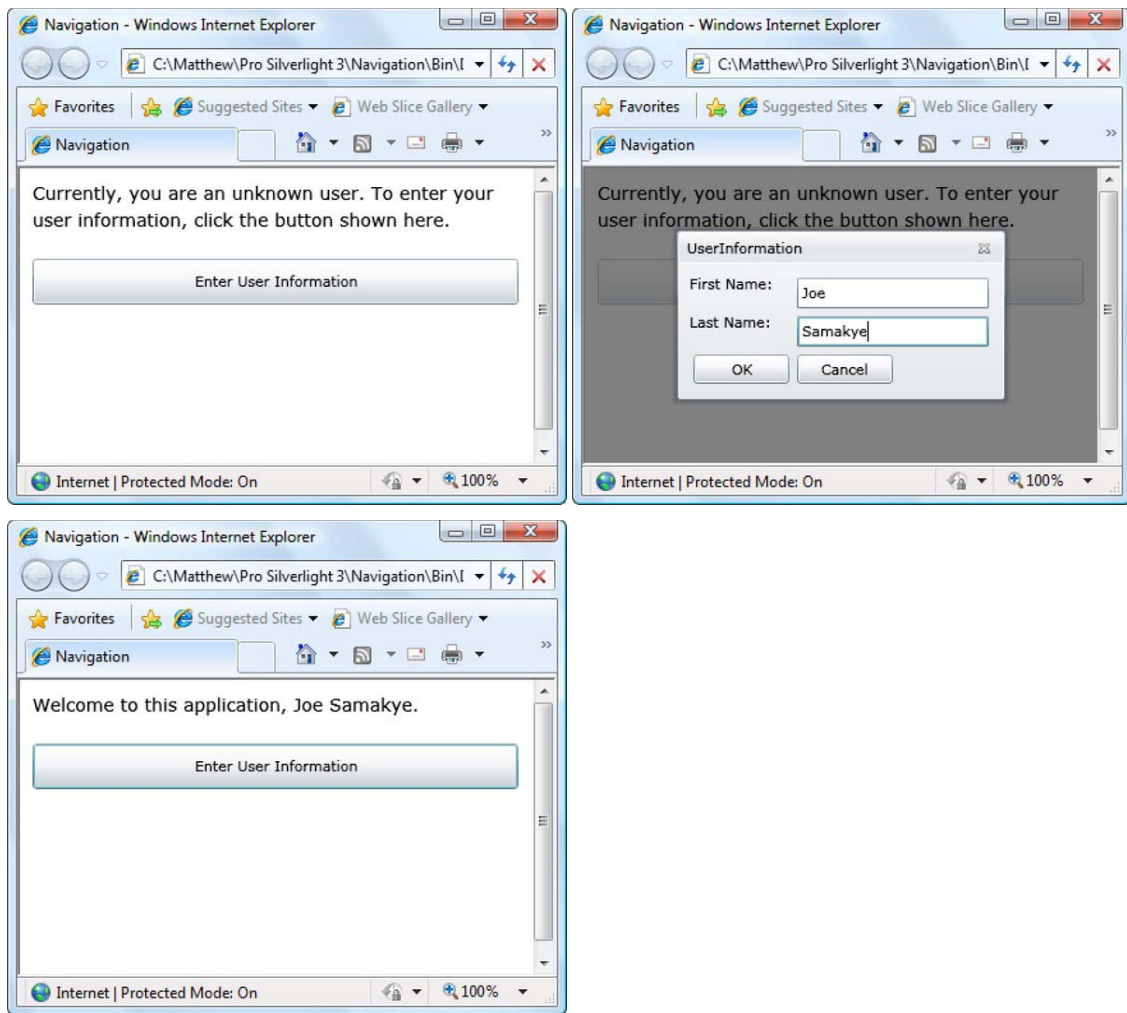 Navigation - Windows Internet Explorer
C:\Matthew\Pro Silverlight 3\Navigation\Bin\
Favorites Suggested Sites Web Slice Gallery
Navigation
Currently, you are an unknown user. To enter your
user information, click the button shown here.
Enter User Information
Internet | Protected Mode: On 100%
Navigation - Windows Internet Explorer
C:\Matthew\Pro Silverlight 3\Navigation\Bin\
Favorites Suggested Sites Web Slice Gallery
Navigation
Currently, you are an unknown user. To enter your
user information, click the button shown here.
UserInformation
First Name: Joe
Last Name: Samakye
OK Cancel
Internet | Protected Mode: On 100%
Navigation - Windows Internet Explorer
C:\Matthew\Pro Silverlight 3\Navigation\Bin\
Favorites Suggested Sites Web Slice Gallery
Navigation
Welcome to this application, Joe Samakye.
Enter User Information
Internet | Protected Mode: On 100%